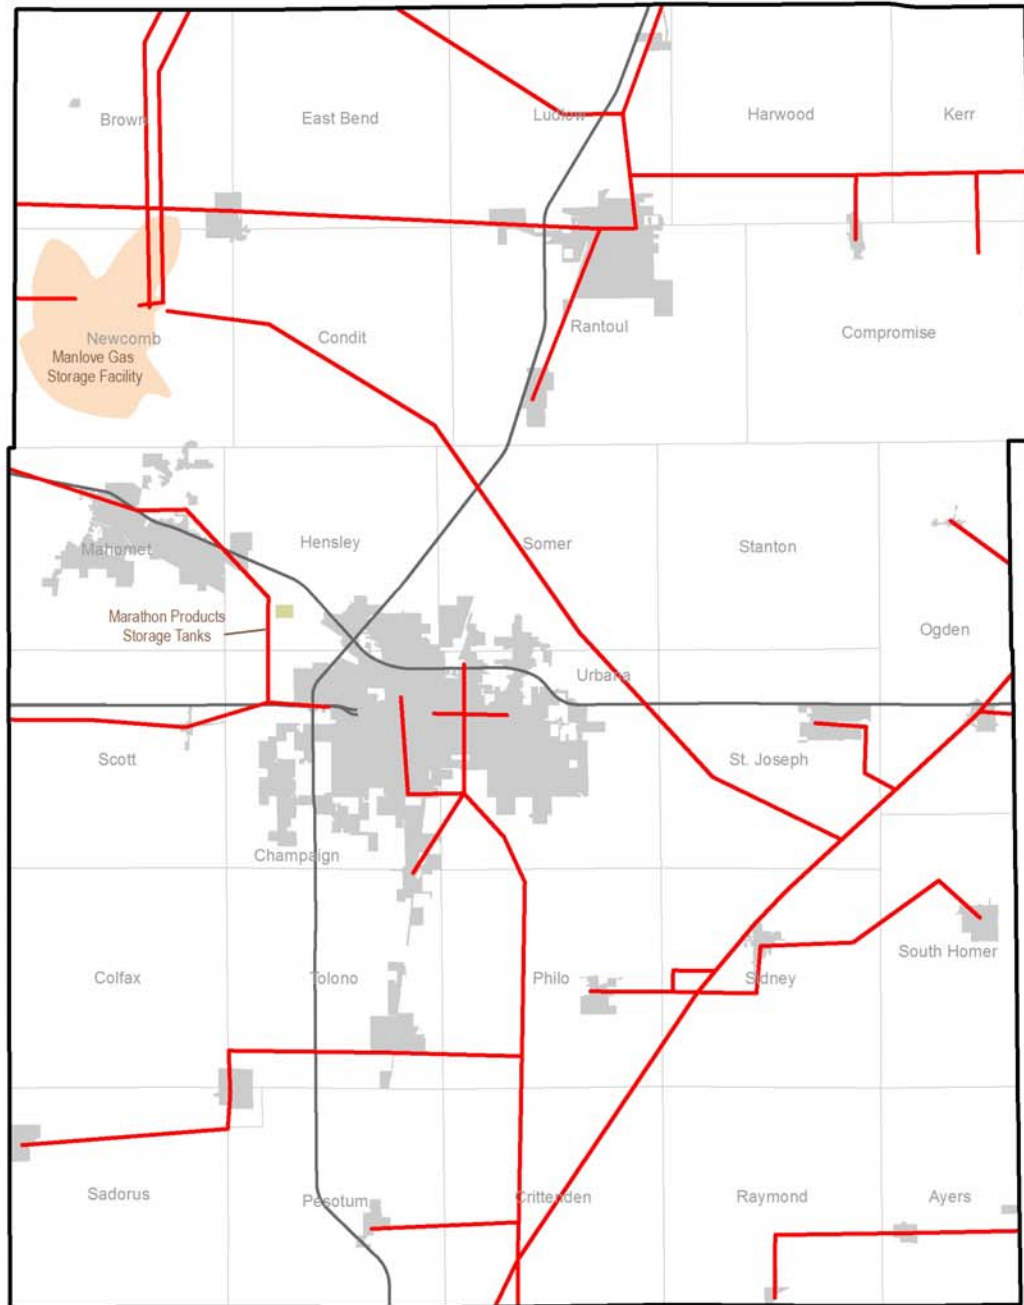 Brown
East Bend
Ludlow
Harwood
Kerr
Newcomb
Manlove Gas
Storage Facility
Condit
Rantoul
Compromise
Mahomet
Hensley
Somer
Stanton
Ogden
Marathon Products
Storage Tanks
Urbana
Scott
St. Joseph
Champaign
Colfax
Tolono
Philo
Sidney
South Homer
Sadorus
Pesotum
Crittenden
Raymond
Ayers